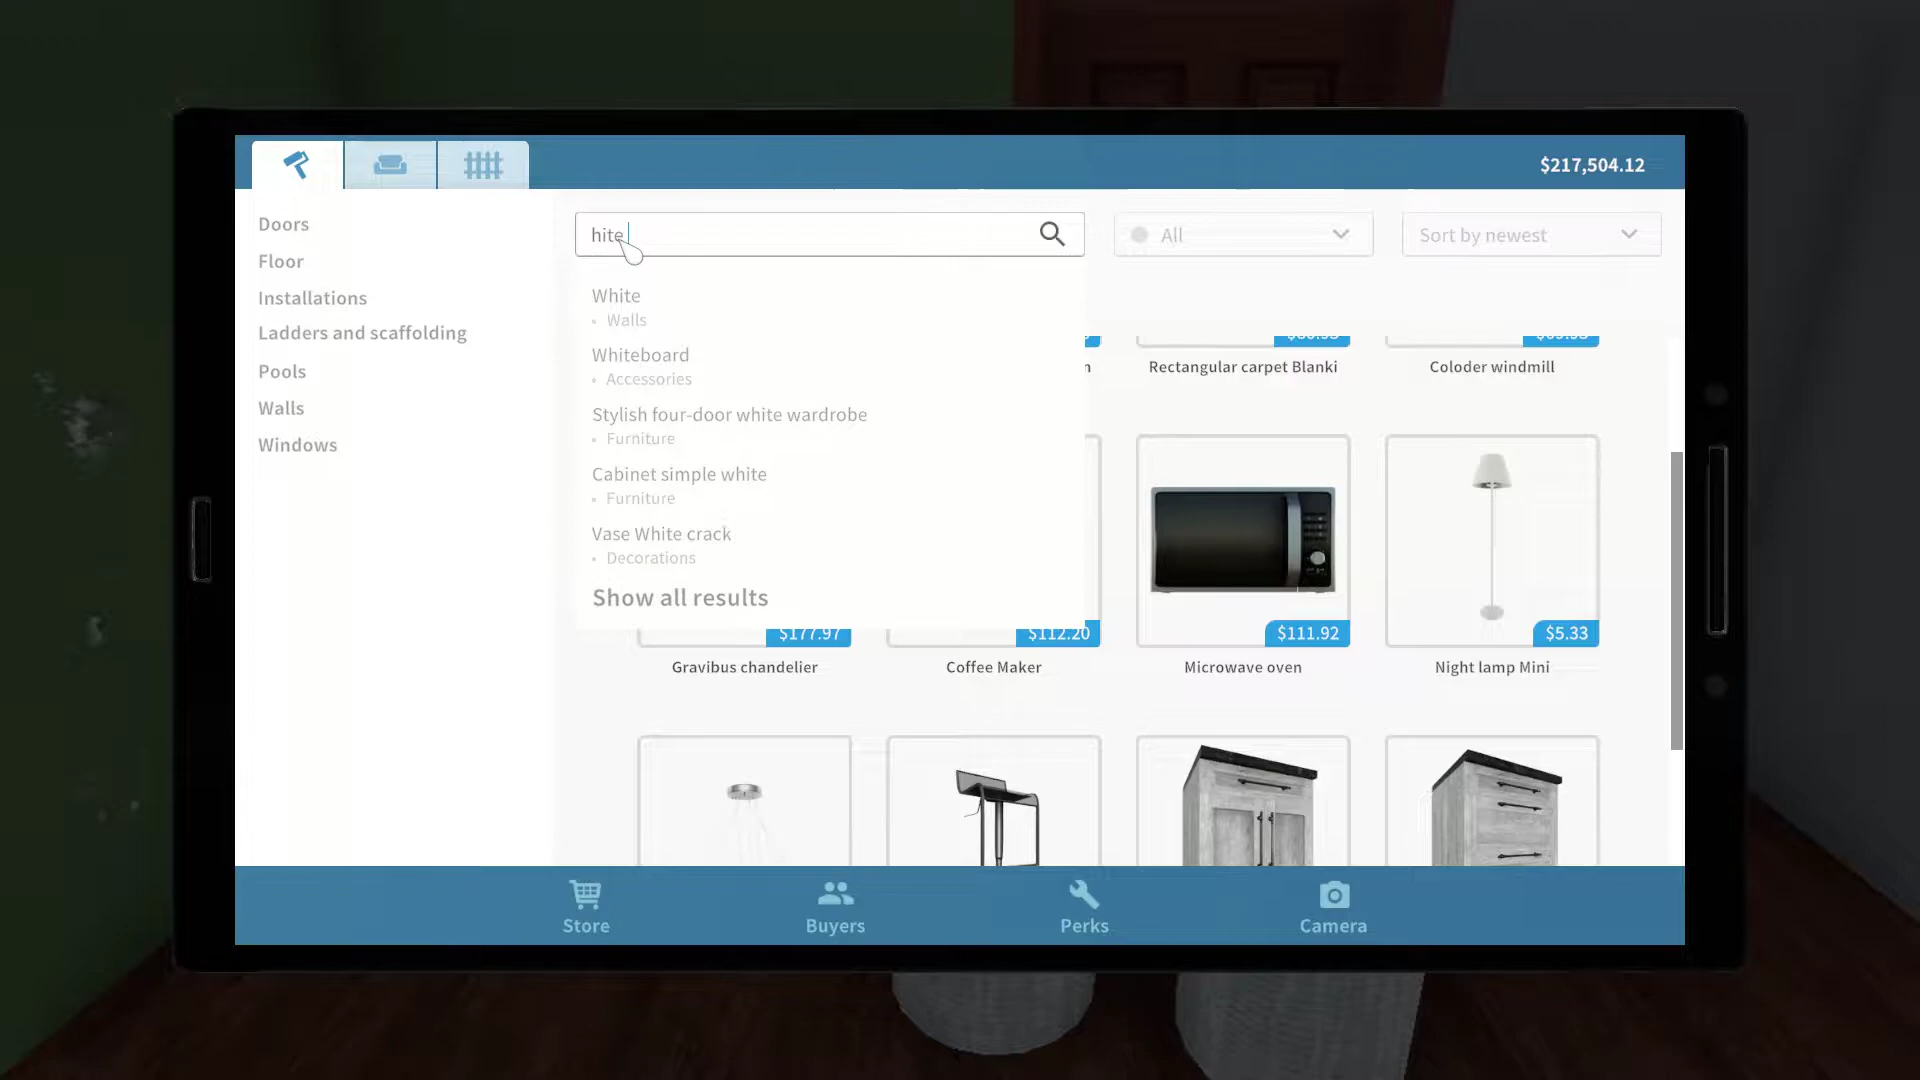 $217,504.12
Doors
Floor
Installations
Ladders and scaffolding
Pools
Walls
Windows
hite
All
Sort by newest
White
• Walls
Whiteboard
• Accessories
Stylish four-door white wardrobe
• Furniture
Cabinet simple white
• Furniture
Vase White crack
• Decorations
Show all results
n
Rectangular carpet Blanki
Coloder windmill
$177.97
$112.20
$111.92
$5.33
Gravibus chandelier
Coffee Maker
Microwave oven
Night lamp Mini
Store
Buyers
Perks
Camera